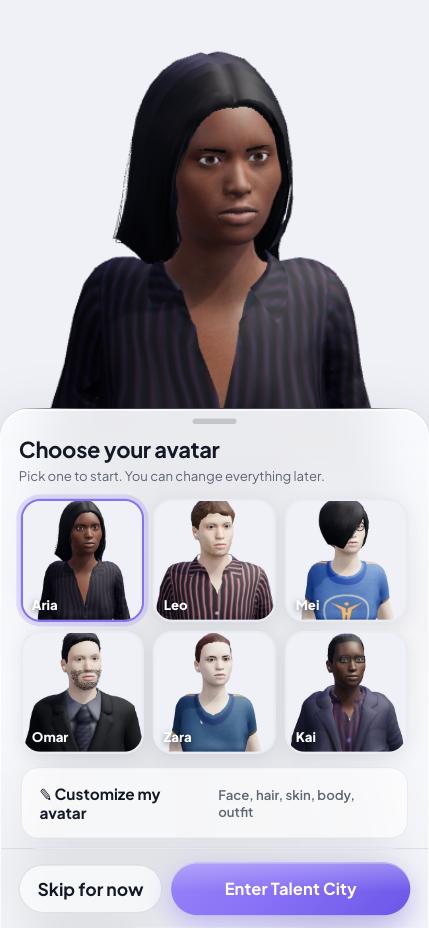 Choose your avatar
Pick one to start. You can change everything later.
Aria
Leo
Mei
Omar
Zara
Kai
✎ Customize my
avatar
Face, hair, skin, body,
outfit
Skip for now
Enter Talent City